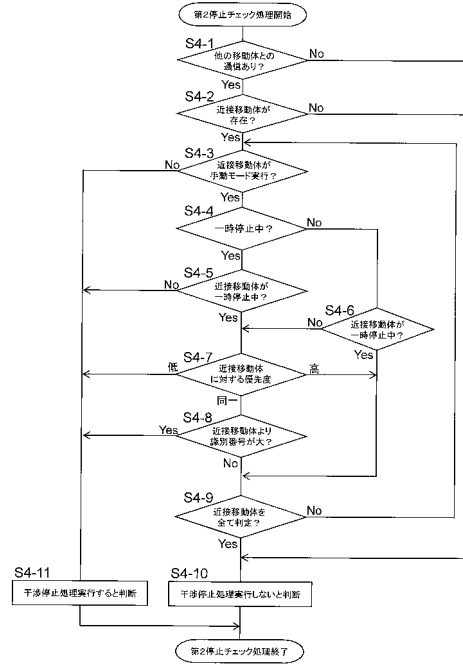 第2停止チェック処理開始
S4-1
他の移動体との
通信あり?
No
Yes
S4-2
近接移動体が
存在?
No
Yes
S4-3
近接移動体が
手動モード実行?
No
Yes
S4-4
一時停止中?
No
Yes
S4-5
近接移動体が
一時停止中?
No
Yes
S4-6
近接移動体が
一時停止中?
No
Yes
S4-7
近接移動体
に対する優先度
低
高
同一
S4-8
近接移動体より
識別番号が大?
Yes
No
S4-9
近接移動体を
全て判定?
No
Yes
S4-11
干渉停止処理実行すると判断
S4-10
干渉停止処理実行しないと判断
第2停止チェック処理終了